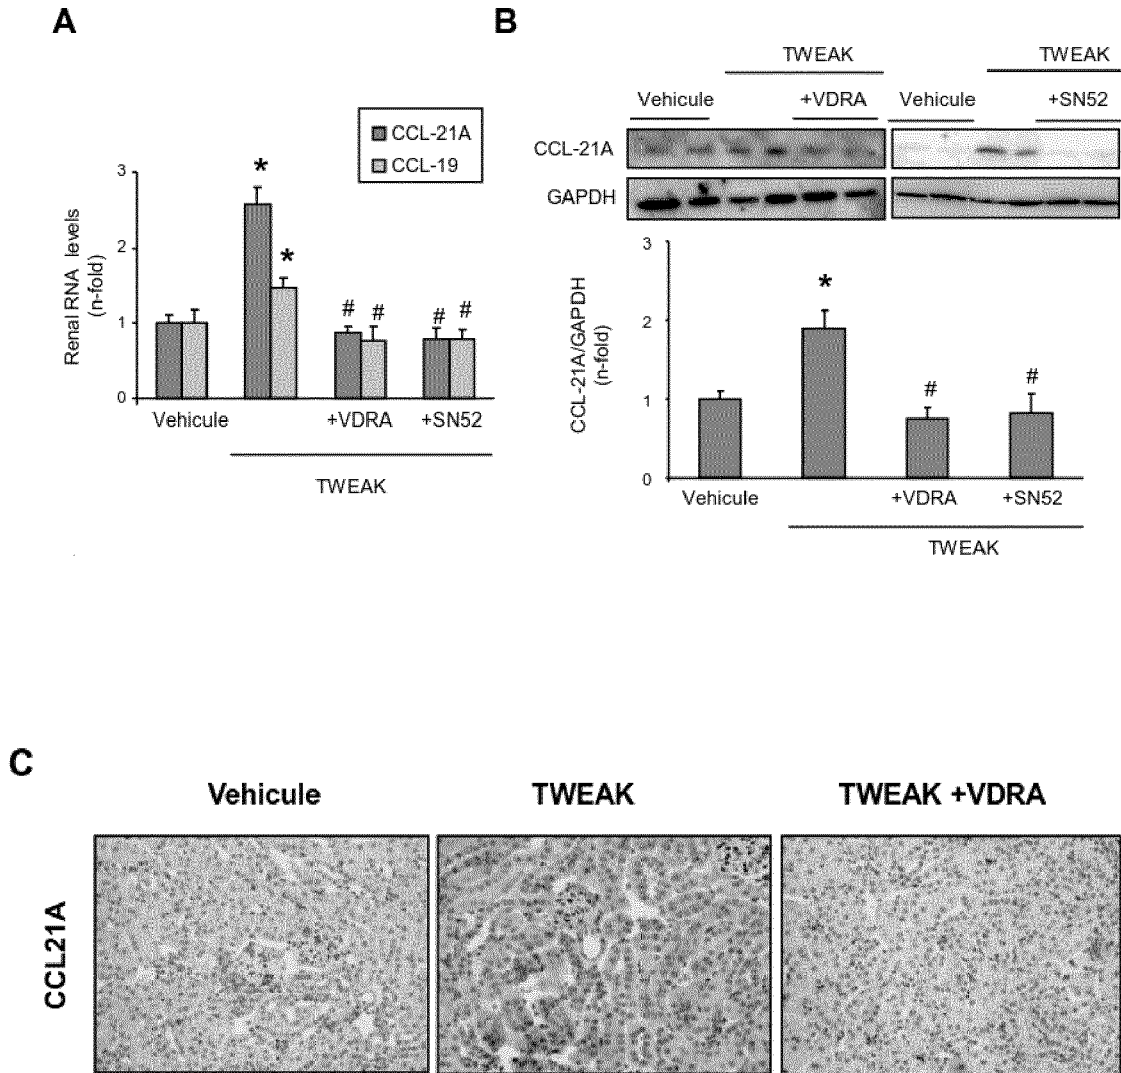 A
CCL-21A
CCL-19
Renal RNA levels
(n-fold)
3
2
1
0
*
*
# # # #
Vehicule +VDRA +SN52
TWEAK
B
TWEAK TWEAK
Vehicule +VDRA Vehicule +SN52
CCL-21A
GAPDH
CCL-21A/GAPDH
(n-fold)
3
2
1
0
*
# #
Vehicule +VDRA +SN52
TWEAK
C
Vehicule TWEAK TWEAK +VDRA
CCL21A